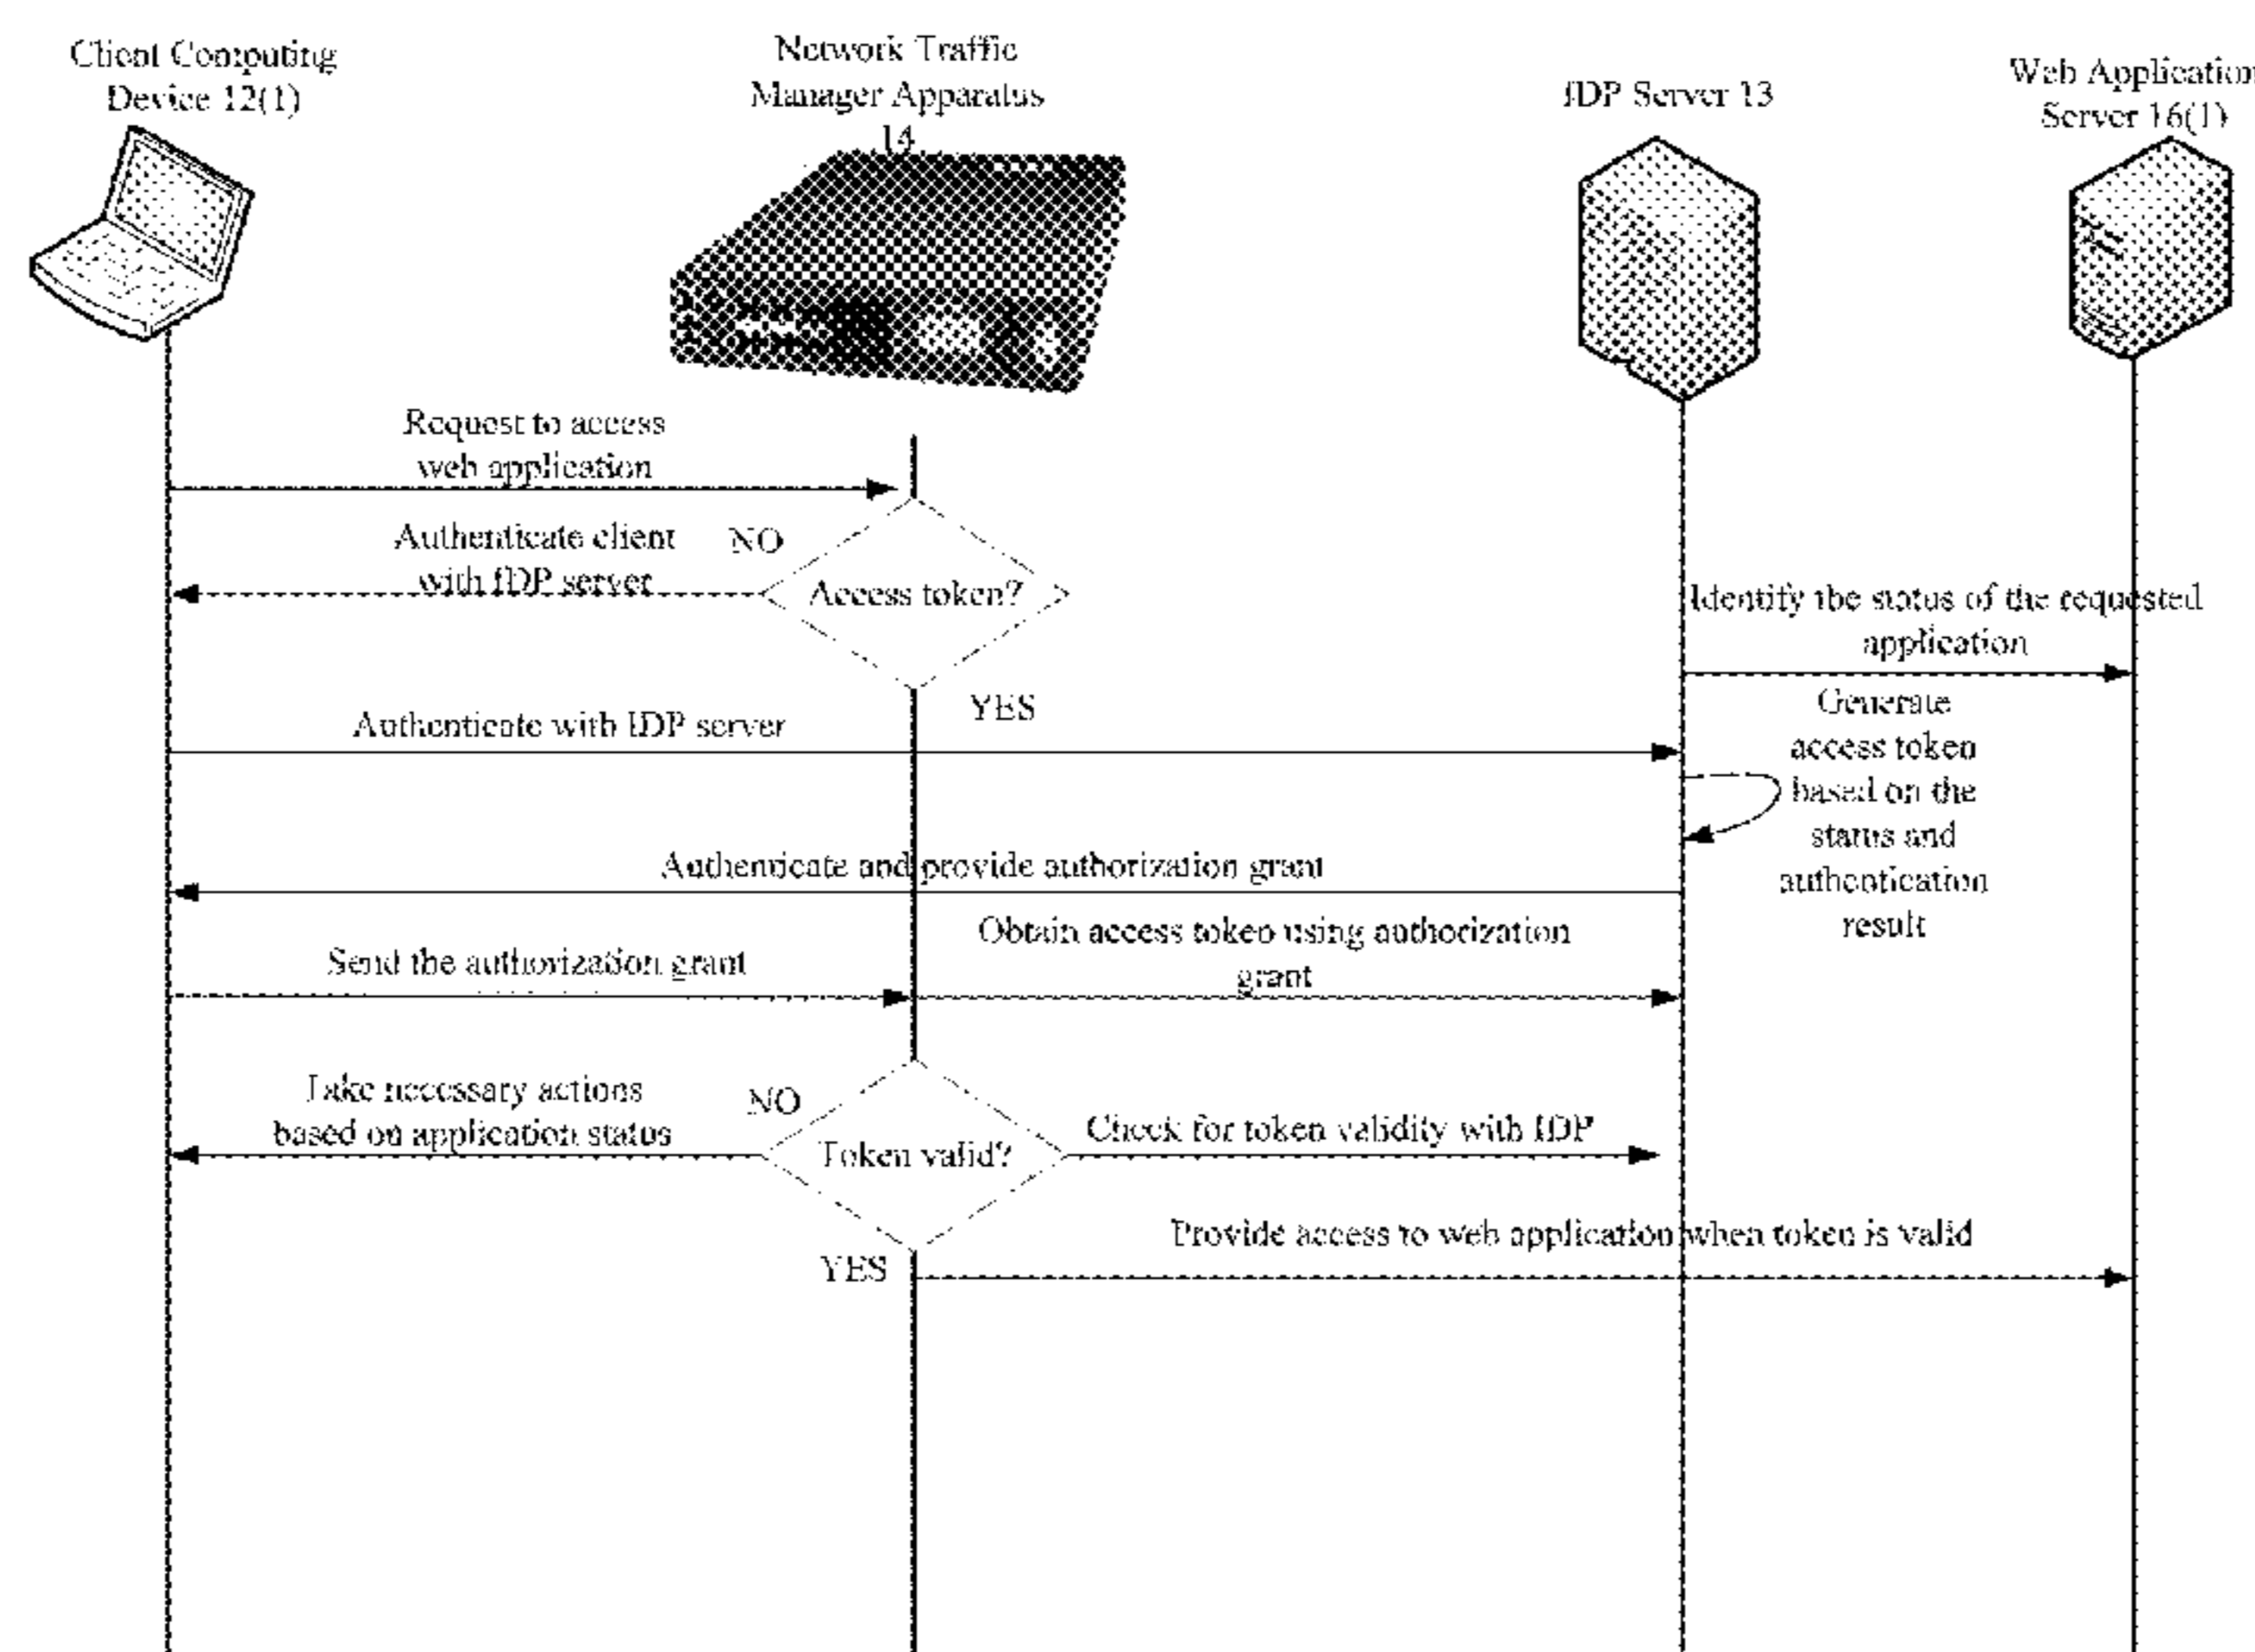 Client Computing
Device 12(1)
Network Traffic
Manager Apparatus
14
IDP Server 13
Web Application
Server 16(1)
Request to access
web application
Authenticate client
with IDP server
NO
Access token?
YES
Identify the status of the requested
application
Authenticate with IDP server
Generate
access token
based on the
status and
authentication
result
Authenticate and provide authorization grant
Send the authorization grant
Obtain access token using authorization
grant
Take necessary actions
based on application status
NO
Token valid?
Check for token validity with IDP
YES
Provide access to web application when token is valid